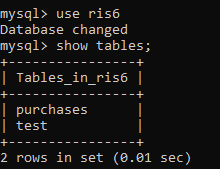 mysql> use ris6
Database changed
mysql> show tables;
+----------------+
| Tables_in_ris6 |
+----------------+
| purchases      |
| test           |
+----------------+
2 rows in set (0.01 sec)